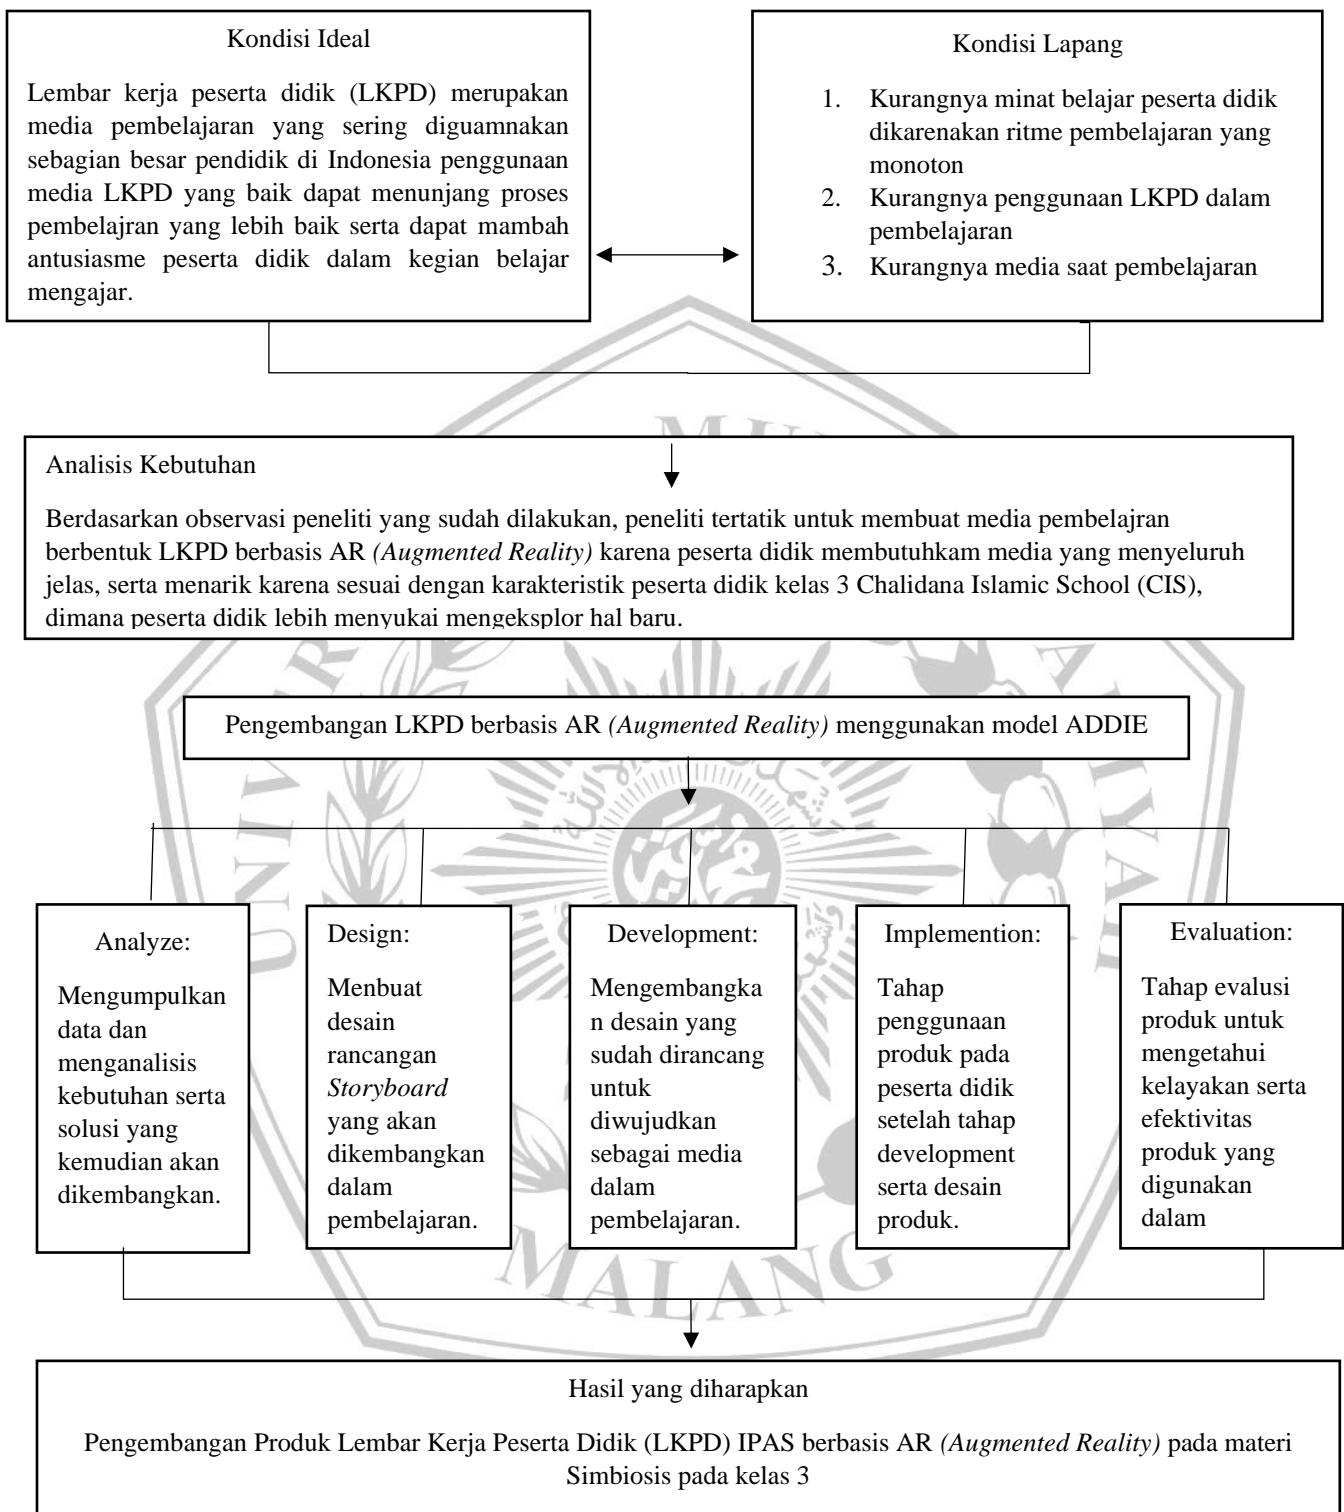 Kondisi Ideal
Lembar kerja peserta didik (LKPD) merupakan
media pembelajaran yang sering diguamnakan
sebagian besar pendidik di Indonesia penggunaan
media LKPD yang baik dapat menunjang proses
pembelajran yang lebih baik serta dapat mambah
antusiasme peserta didik dalam kegian belajar
mengajar.
Kondisi Lapang
1. Kurangnya minat belajar peserta didik
dikarenakan ritme pembelajaran yang
monoton
2. Kurangnya penggunaan LKPD dalam
pembelajaran
3. Kurangnya media saat pembelajaran
Analisis Kebutuhan
Berdasarkan observasi peneliti yang sudah dilakukan, peneliti tertatik untuk membuat media pembelajran
berbentuk LKPD berbasis AR (Augmented Reality) karena peserta didik membutuhkam media yang menyeluruh
jelas, serta menarik karena sesuai dengan karakteristik peserta didik kelas 3 Chalidana Islamic School (CIS),
dimana peserta didik lebih menyukai mengeksplor hal baru.
Pengembangan LKPD berbasis AR (Augmented Reality) menggunakan model ADDIE
Analyze:
Mengumpulkan
data dan
menganalisis
kebutuhan serta
solusi yang
kemudian akan
dikembangkan.
Design:
Menbuat
desain
rancangan
Storyboard
yang akan
dikembangkan
dalam
pembelajaran.
Development:
Mengembangka
n desain yang
sudah dirancang
untuk
diwujudkan
sebagai media
dalam
pembelajaran.
Implemention:
Tahap
penggunaan
produk pada
peserta didik
setelah tahap
development
serta desain
produk.
Evaluation:
Tahap evalusi
produk untuk
mengetahui
kelayakan serta
efektivitas
produk yang
digunakan
dalam
MALANG
Hasil yang diharapkan
Pengembangan Produk Lembar Kerja Peserta Didik (LKPD) IPAS berbasis AR (Augmented Reality) pada materi
Simbiosis pada kelas 3